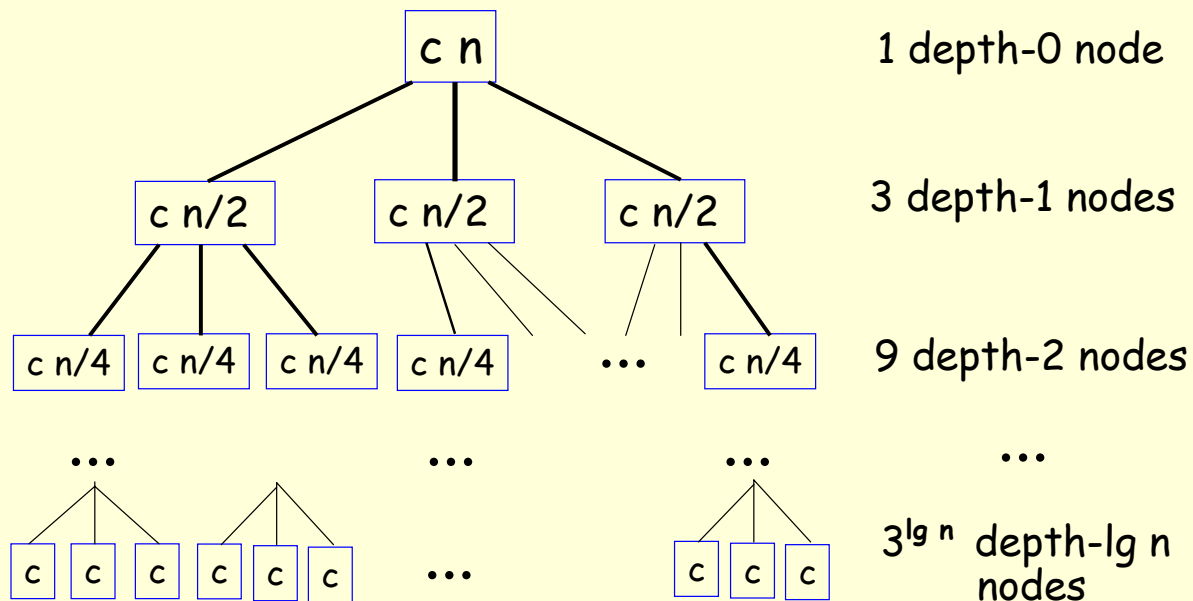 c n 1 depth-0 node
c n/2 c n/2 c n/2 3 depth-1 nodes
c n/4 c n/4 c n/4 c n/4 ... c n/4 9 depth-2 nodes
... ... ... ...
c c c c c c ... c c c 3^lg n depth-lg n
nodes